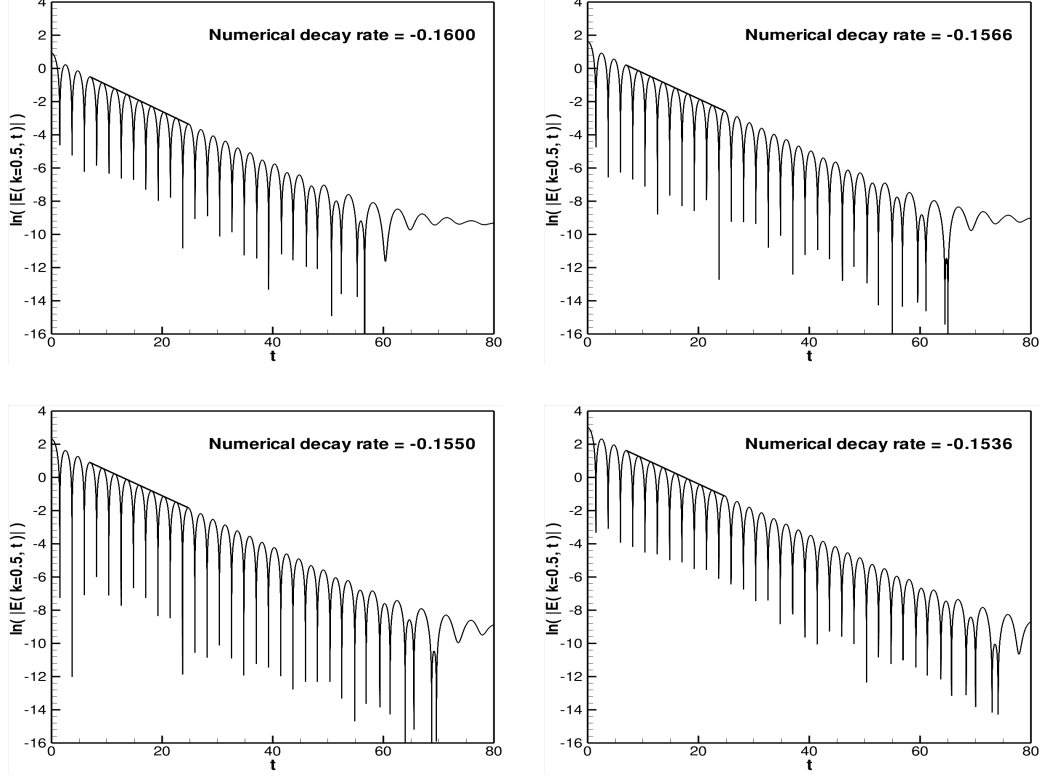 4
2
0
-2
-4
-6
-8
-10
-12
-14
-16
ln( |E( k=0.5, t )| )
Numerical decay rate = -0.1600
0 20 40 60 80
t
4
2
0
-2
-4
-6
-8
-10
-12
-14
-16
ln( |E( k=0.5, t )| )
Numerical decay rate = -0.1566
0 20 40 60 80
t
4
2
0
-2
-4
-6
-8
-10
-12
-14
-16
ln( |E( k=0.5, t )| )
Numerical decay rate = -0.1550
0 20 40 60 80
t
4
2
0
-2
-4
-6
-8
-10
-12
-14
-16
ln( |E( k=0.5, t )| )
Numerical decay rate = -0.1536
0 20 40 60 80
t